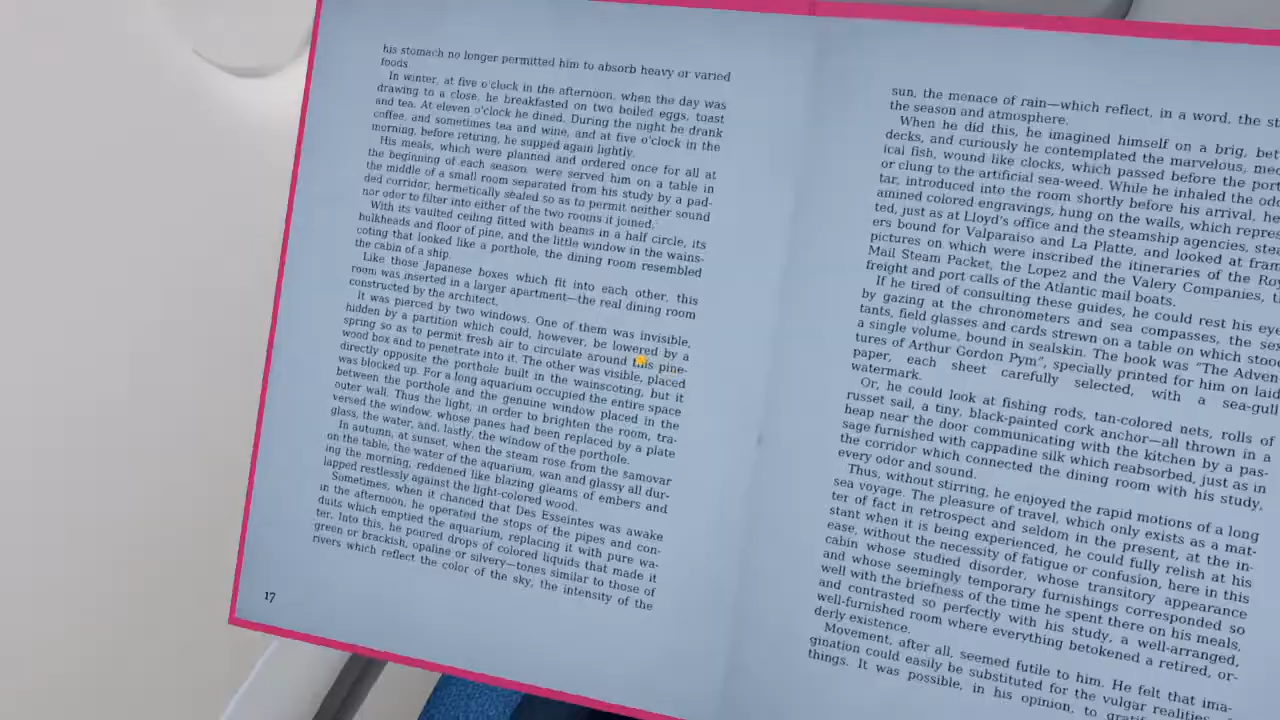 his stomach no longer permitted him to absorb heavy or varied
foods.
In winter, at five o'clock in the afternoon, when the day was
drawing to a close, he breakfasted on two boiled eggs, toast
and tea. At eleven o'clock he dined. During the night he drank
coffee, and sometimes tea and wine, and at five o'clock in the
morning, before retiring, he supped again lightly.
His meals, which were planned and ordered once for all at
the beginning of each season, were served him on a table in
the middle of a small room separated from his study by a pad-
ded corridor, hermetically sealed so as to permit neither sound
nor odor to filter into either of the two rooms it joined.
With its vaulted ceiling fitted with beams in a half circle, its
bulkheads and floor of pine, and the little window in the wains-
coting that looked like a porthole, the dining room resembled
the cabin of a ship.
Like those Japanese boxes which fit into each other, this
room was inserted in a larger apartment—the real dining room
constructed by the architect.
It was pierced by two windows. One of them was invisible,
hidden by a partition which could, however, be lowered by a
spring so as to permit fresh air to circulate around this pine-
wood box and to penetrate into it. The other was visible, placed
directly opposite the porthole built in the wainscoting, but it
was blocked up. For a long aquarium occupied the entire space
between the porthole and the genuine window placed in the
outer wall. Thus the light, in order to brighten the room, tra-
versed the window, whose panes had been replaced by a plate
glass, the water, and, lastly, the window of the porthole.
In autumn, at sunset, when the steam rose from the samovar
on the table, the water of the aquarium, wan and glassy all dur-
ing the morning, reddened like blazing gleams of embers and
lapped restlessly against the light-colored wood.
Sometimes, when it chanced that Des Esseintes was awake
in the afternoon, he operated the stops of the pipes and con-
duits which emptied the aquarium, replacing it with pure wa-
ter. Into this, he poured drops of colored liquids that made it
green or brackish, opaline or silvery—tones similar to those of
rivers which reflect the color of the sky, the intensity of the
17
sun, the menace of rain—which reflect, in a word, the
the season and atmosphere.
When he did this, he imagined himself on a brig,
decks, and curiously he contemplated the marvelous,
ical fish, wound like clocks, which passed before the
or clung to the artificial sea-weed. While he inhaled the
tar, introduced into the room shortly before his arrival, he
amined colored engravings, hung on the walls, which
ted, just as at Lloyd's office and the steamship agencies,
ers bound for Valparaiso and La Platte, and looked at
pictures on which were inscribed the itineraries of the
Mail Steam Packet, the Lopez and the Valery Companies,
freight and port calls of the Atlantic mail boats.
If he tired of consulting these guides, he could rest his
by gazing at the chronometers and sea compasses, the
tants, field glasses and cards strewn on a table on which stood
a single volume, bound in sealskin. The book was “The Adven
tures of Arthur Gordon Pym”, specially printed for him on laid
paper, each sheet carefully selected, with a sea-gull
watermark.
Or, he could look at fishing rods, tan-colored nets, rolls of
russet sail, a tiny, black-painted cork anchor—all thrown in a
heap near the door communicating with the kitchen by a pas-
sage furnished with cappadine silk which reabsorbed, just as in
the corridor which connected the dining room with his study,
every odor and sound.
Thus, without stirring, he enjoyed the rapid motions of a long
sea voyage. The pleasure of travel, which only exists as a mat-
ter of fact in retrospect and seldom in the present, at the in-
stant when it is being experienced, he could fully relish at his
ease, without the necessity of fatigue or confusion, here in this
cabin whose studied disorder, whose transitory appearance
and whose seemingly temporary furnishings corresponded so
well with the briefness of the time he spent there on his meals,
and contrasted so perfectly with his study, a well-arranged,
well-furnished room where everything betokened a retired, or-
derly existence.
Movement, after all, seemed futile to him. He felt that ima-
gination could easily be substituted for the vulgar realities
things. It was possible, in his opinion, to